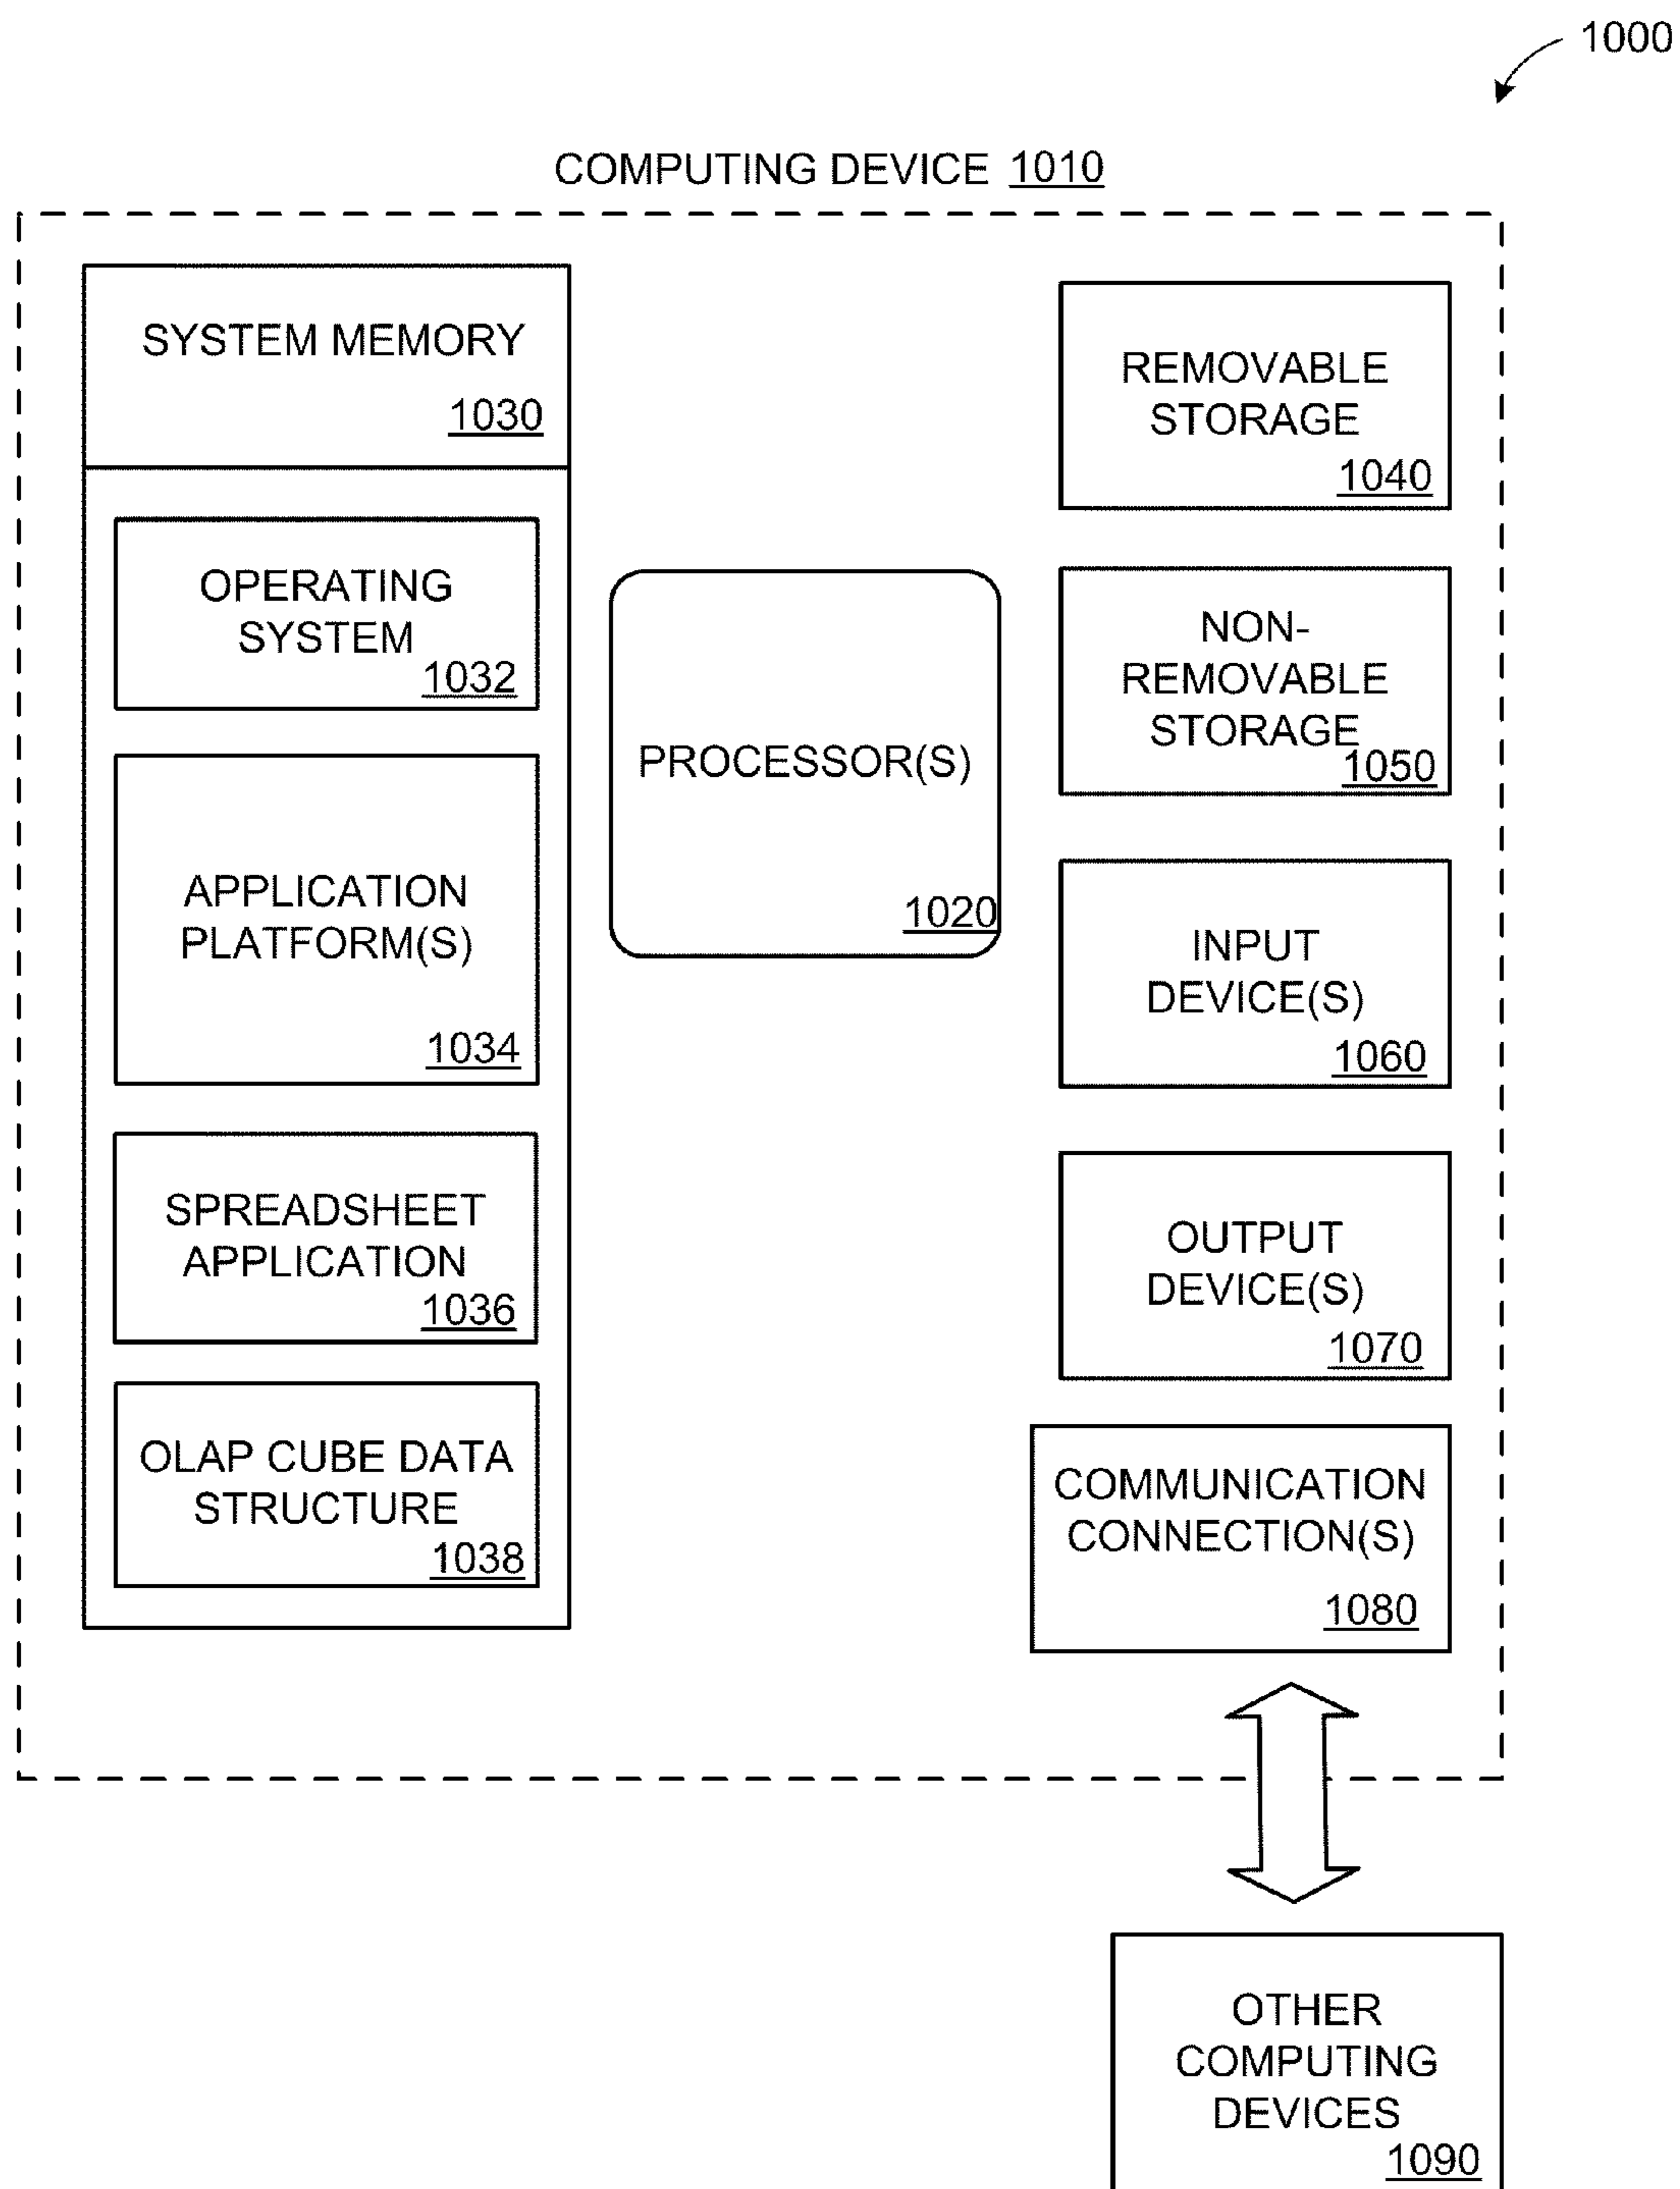 1000
COMPUTING DEVICE 1010
SYSTEM MEMORY
1030
OPERATING
SYSTEM
1032
APPLICATION
PLATFORM(S)
1034
SPREADSHEET
APPLICATION
1036
OLAP CUBE DATA
STRUCTURE
1038
PROCESSOR(S)
1020
REMOVABLE
STORAGE
1040
NON-
REMOVABLE
STORAGE
1050
INPUT
DEVICE(S)
1060
OUTPUT
DEVICE(S)
1070
COMMUNICATION
CONNECTION(S)
1080
OTHER
COMPUTING
DEVICES
1090